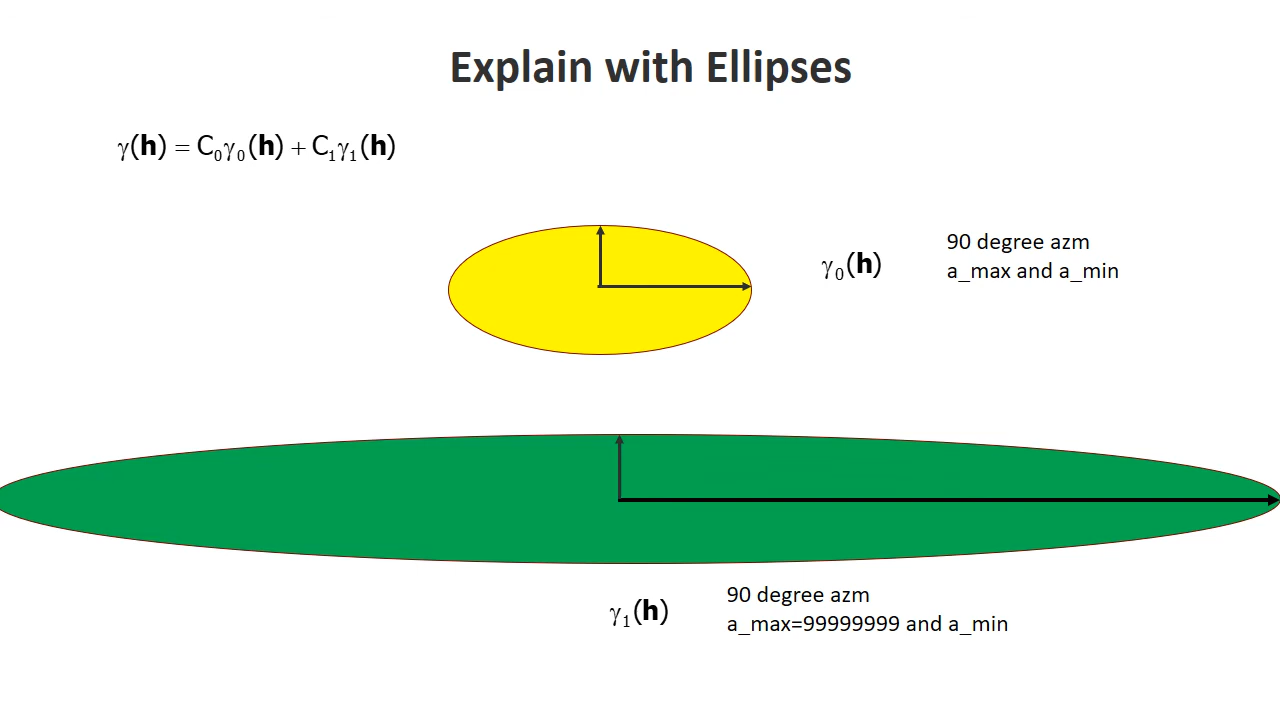 Explain with Ellipses
γ(h) = C₀γ₀(h) + C₁γ₁(h)
90 degree azm
γ₀(h)
a_max and a_min
90 degree azm
γ₁(h)
a_max=99999999 and a_min